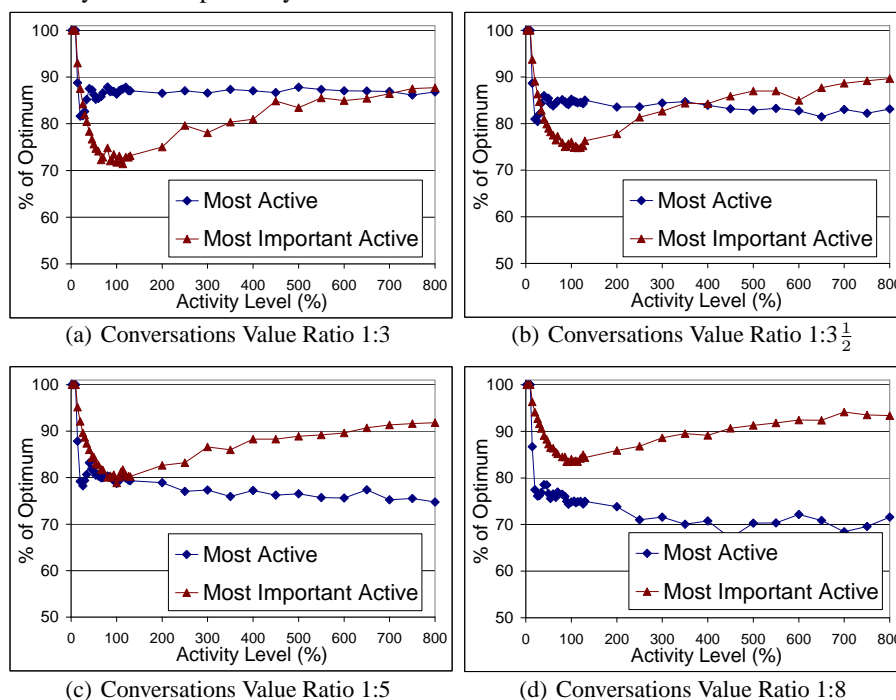 100
90
80
70
60
50
% of Optimum
Most Active
Most Important Active
0 100 200 300 400 500 600 700 800
Activity Level (%)
(a) Conversations Value Ratio 1:3
100
90
80
70
60
50
% of Optimum
Most Active
Most Important Active
0 100 200 300 400 500 600 700 800
Activity Level (%)
(b) Conversations Value Ratio 1:3 1/2
100
90
80
70
60
50
% of Optimum
Most Active
Most Important Active
0 100 200 300 400 500 600 700 800
Activity Level (%)
(c) Conversations Value Ratio 1:5
100
90
80
70
60
50
% of Optimum
Most Active
Most Important Active
0 100 200 300 400 500 600 700 800
Activity Level (%)
(d) Conversations Value Ratio 1:8